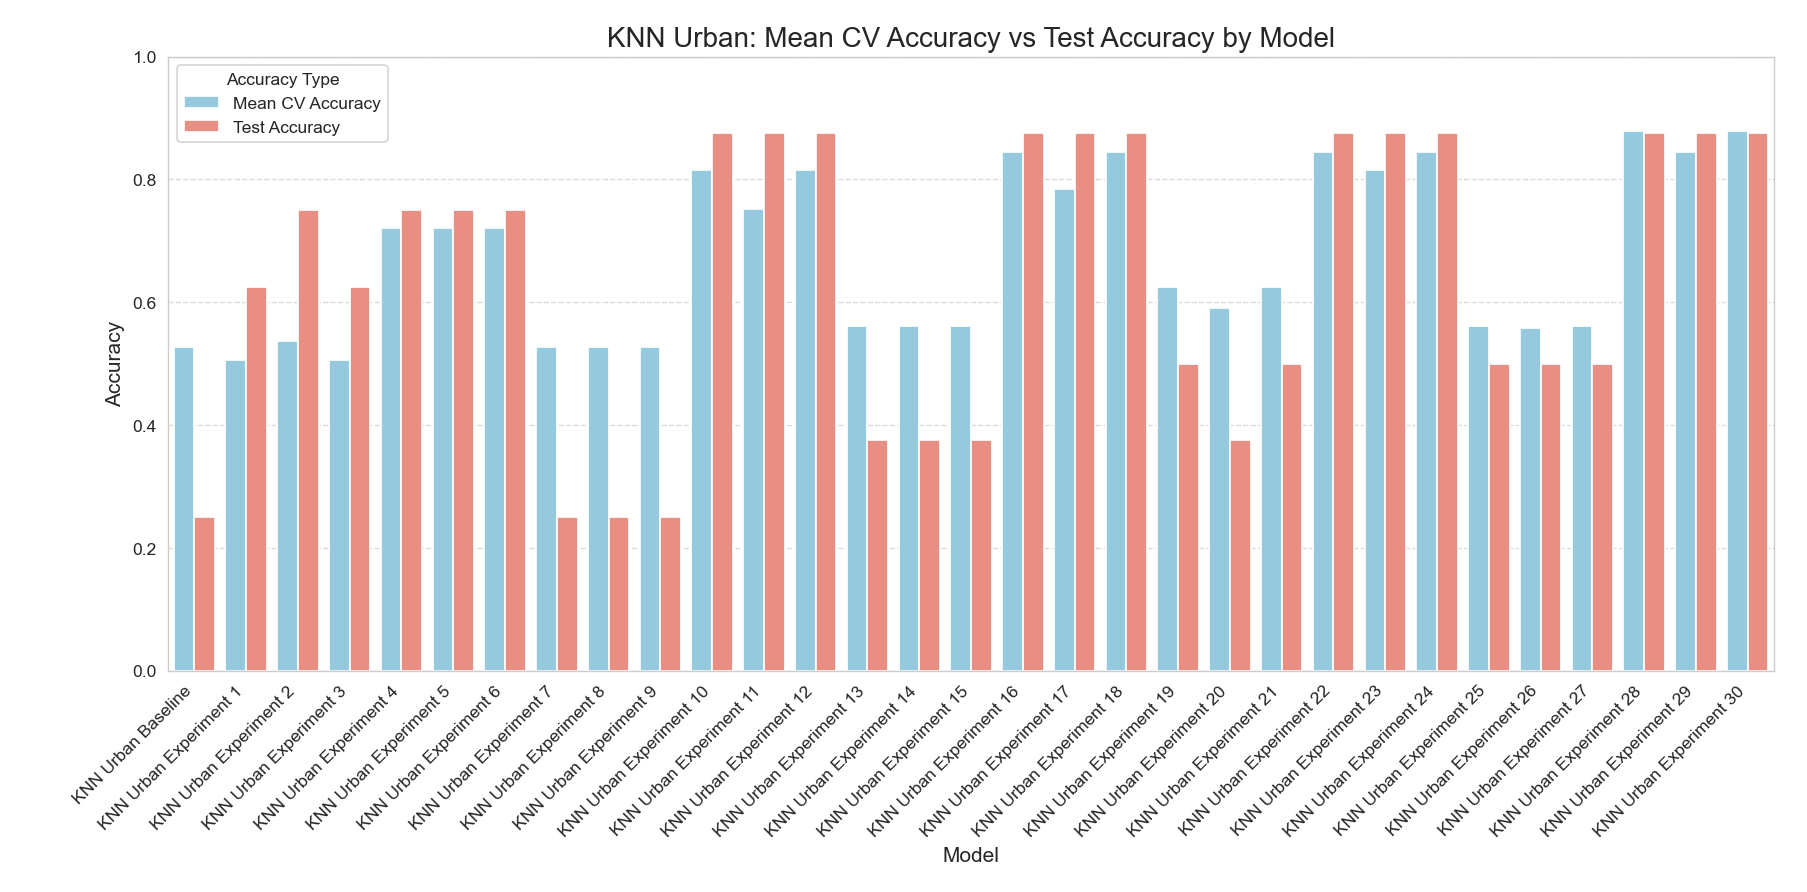 KNN Urban: Mean CV Accuracy vs Test Accuracy by Model
Accuracy Type
Mean CV Accuracy
Test Accuracy
1.0
0.8
0.6
0.4
0.2
0.0
Accuracy
KNN Urban Baseline
KNN Urban Experiment 1
KNN Urban Experiment 2
KNN Urban Experiment 3
KNN Urban Experiment 4
KNN Urban Experiment 5
KNN Urban Experiment 6
KNN Urban Experiment 7
KNN Urban Experiment 8
KNN Urban Experiment 9
KNN Urban Experiment 10
KNN Urban Experiment 11
KNN Urban Experiment 12
KNN Urban Experiment 13
KNN Urban Experiment 14
KNN Urban Experiment 15
KNN Urban Experiment 16
KNN Urban Experiment 17
KNN Urban Experiment 18
KNN Urban Experiment 19
KNN Urban Experiment 20
KNN Urban Experiment 21
KNN Urban Experiment 22
KNN Urban Experiment 23
KNN Urban Experiment 24
KNN Urban Experiment 25
KNN Urban Experiment 26
KNN Urban Experiment 27
KNN Urban Experiment 28
KNN Urban Experiment 29
KNN Urban Experiment 30
Model